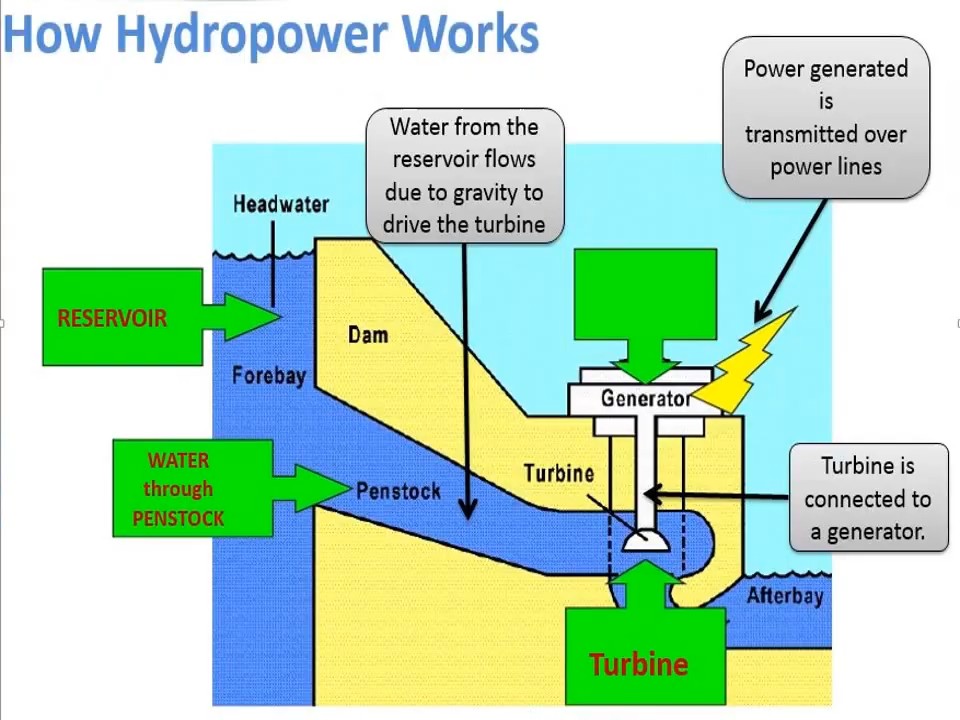 How Hydropower Works
Power generated
is
transmitted over
power lines
Water from the
reservoir flows
due to gravity to
drive the turbine
Headwater
RESERVOIR
Dam
Forebay
Generator
WATER
through
PENSTOCK
Penstock
Turbine
Turbine is
connected to
a generator.
Afterbay
Turbine